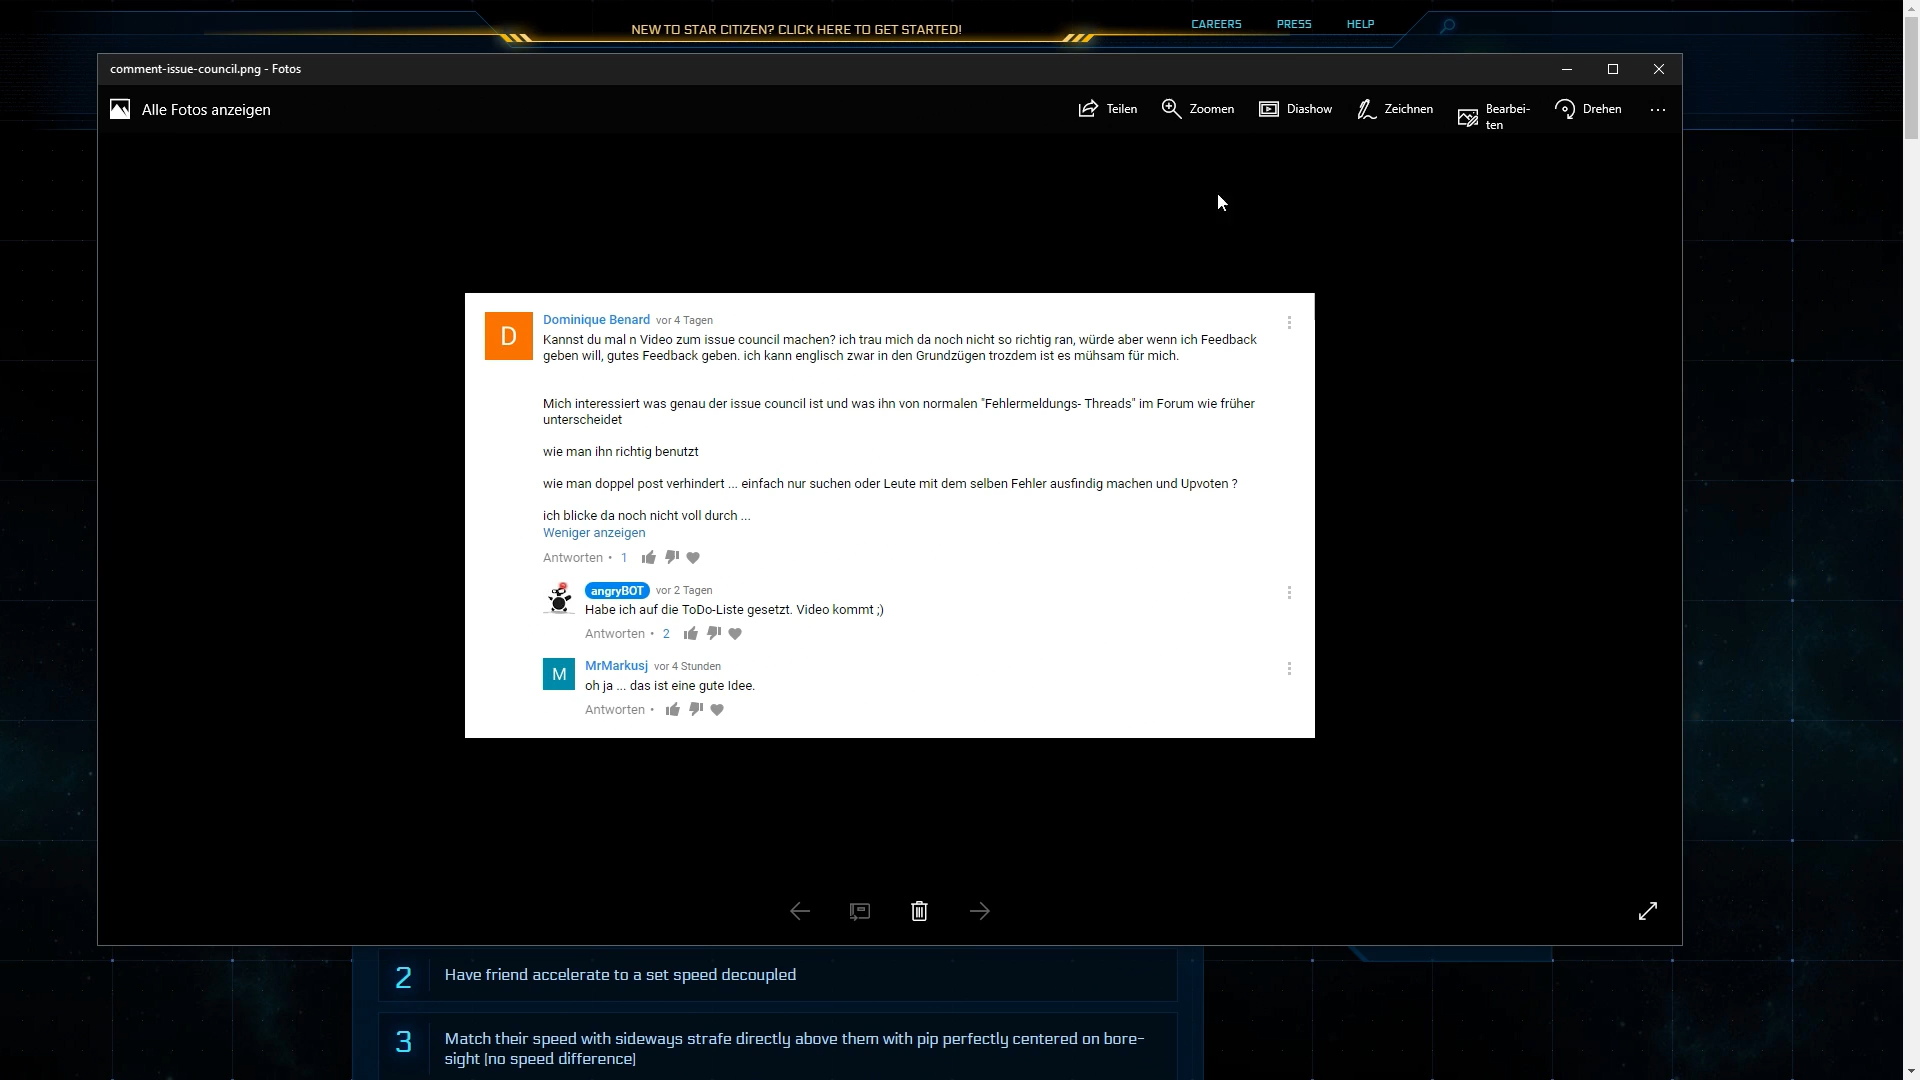 NEW TO STAR CITIZEN? CLICK HERE TO GET STARTED!
CAREERS
PRESS
HELP
comment-issue-council.png - Fotos
Alle Fotos anzeigen
Teilen
Zoomen
Diashow
Zeichnen
Bearbei-
ten
Drehen
D
Dominique Benard vor 4 Tagen
Kannst du mal n Video zum issue council machen? ich trau mich da noch nicht so richtig ran, würde aber wenn ich Feedback
geben will, gutes Feedback geben. ich kann englisch zwar in den Grundzügen trozdem ist es mühsam für mich.
Mich interessiert was genau der issue council ist und was ihn von normalen "Fehlermeldungs- Threads" im Forum wie früher
unterscheidet
wie man ihn richtig benutzt
wie man doppel post verhindert ... einfach nur suchen oder Leute mit dem selben Fehler ausfindig machen und Upvoten ?
ich blicke da noch nicht voll durch ...
Weniger anzeigen
Antworten • 1
angryBOT vor 2 Tagen
Habe ich auf die ToDo-Liste gesetzt. Video kommt ;)
Antworten • 2
M
MrMarkusj vor 4 Stunden
oh ja ... das ist eine gute Idee.
Antworten •
2 Have friend accelerate to a set speed decoupled
3 Match their speed with sideways strafe directly above them with pip perfectly centered on bore-
sight (no speed difference)